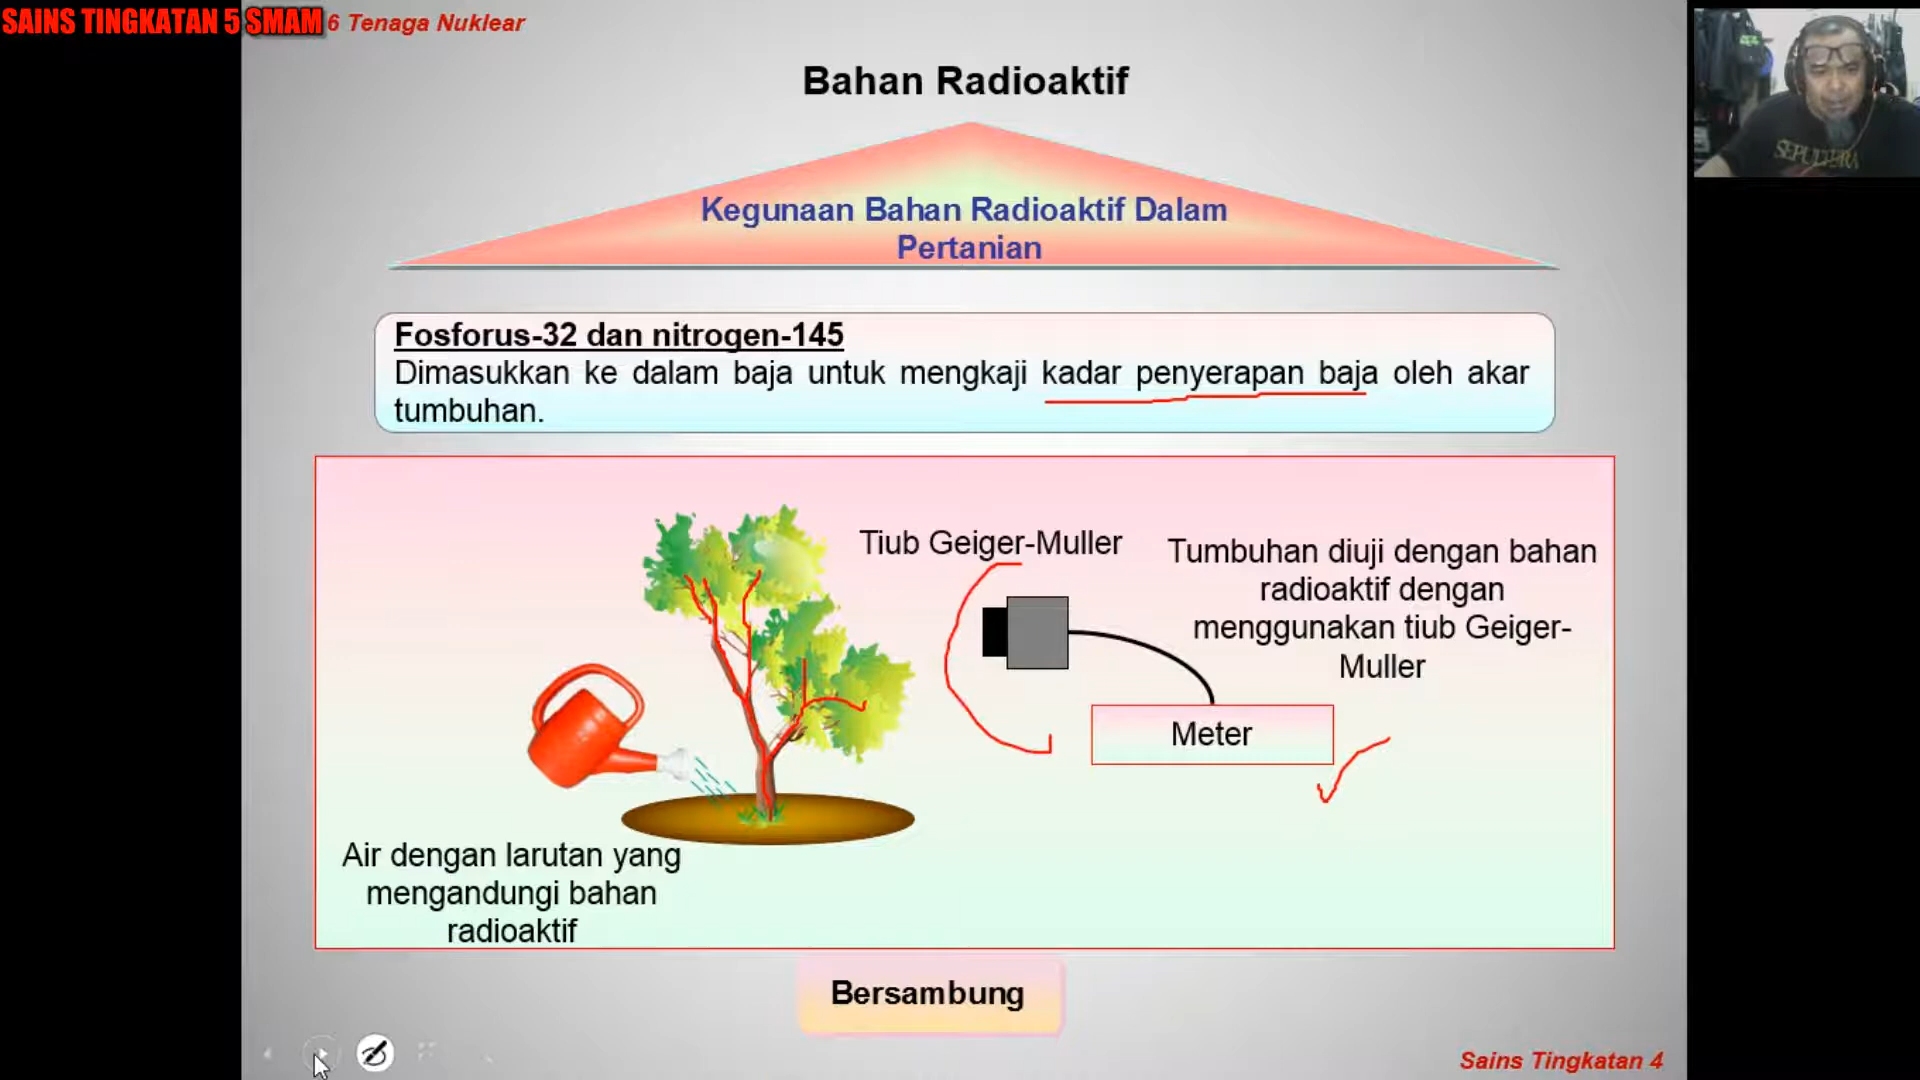 SAINS TINGKATAN 5 SMAM
6 Tenaga Nuklear
Bahan Radioaktif
Kegunaan Bahan Radioaktif Dalam
Pertanian
Fosforus-32 dan nitrogen-145
Dimasukkan ke dalam baja untuk mengkaji kadar penyerapan baja oleh akar
tumbuhan.
Tiub Geiger-Muller
Tumbuhan diuji dengan bahan
radioaktif dengan
menggunakan tiub Geiger-
Muller
Meter
Air dengan larutan yang
mengandungi bahan
radioaktif
Bersambung
Sains Tingkatan 4
SEPULTURA